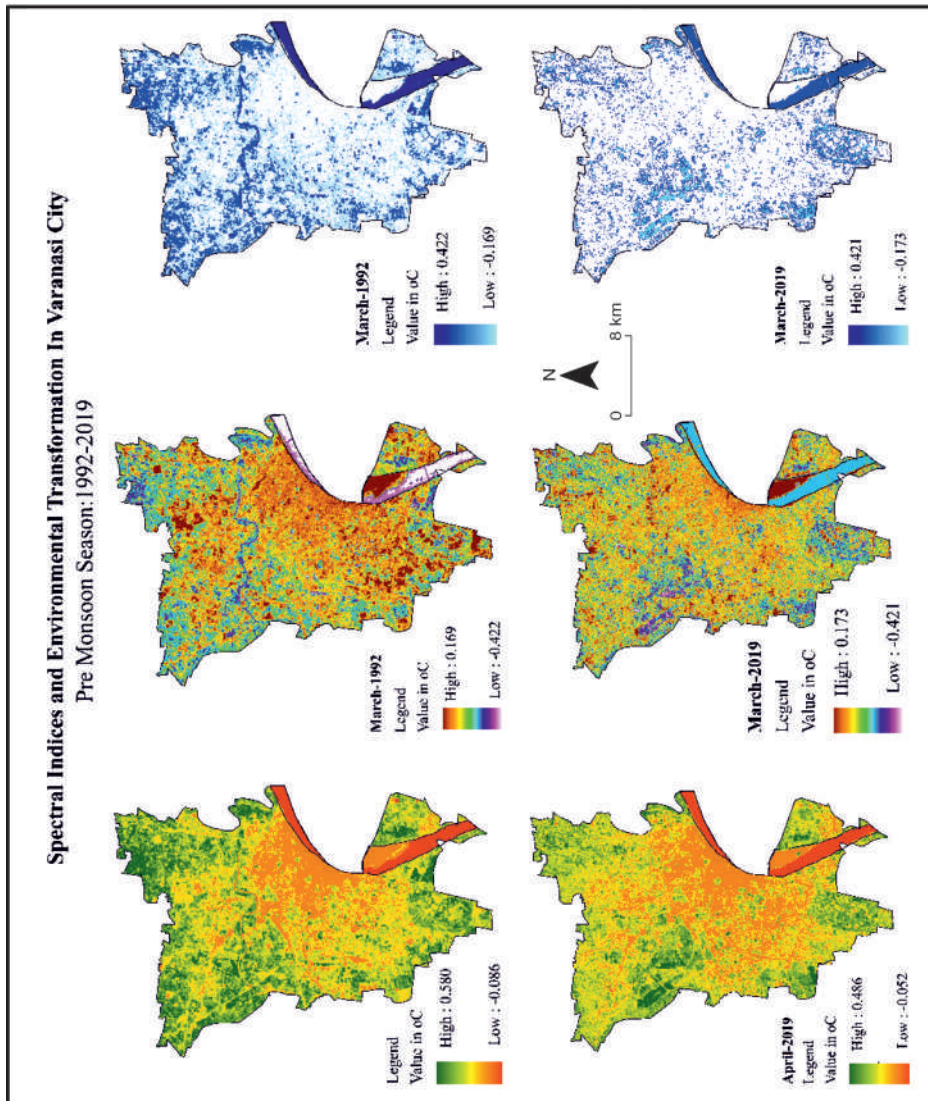 Spectral Indices and Environmental Transformation In Varanasi City
Pre Monsoon Season:1992-2019
Legend
Value in oC
High : 0.580
Low : -0.086
March-1992
Legend
Value in oC
High : 0.169
Low : -0.422
March-1992
Legend
Value in oC
High : 0.422
Low : -0.169
April-2019
Legend
Value in oC
High : 0.486
Low : -0.052
March-2019
Legend
Value in oC
High : 0.173
Low : -0.421
N
0 8 km
March-2019
Legend
Value in oC
High : 0.421
Low : -0.173